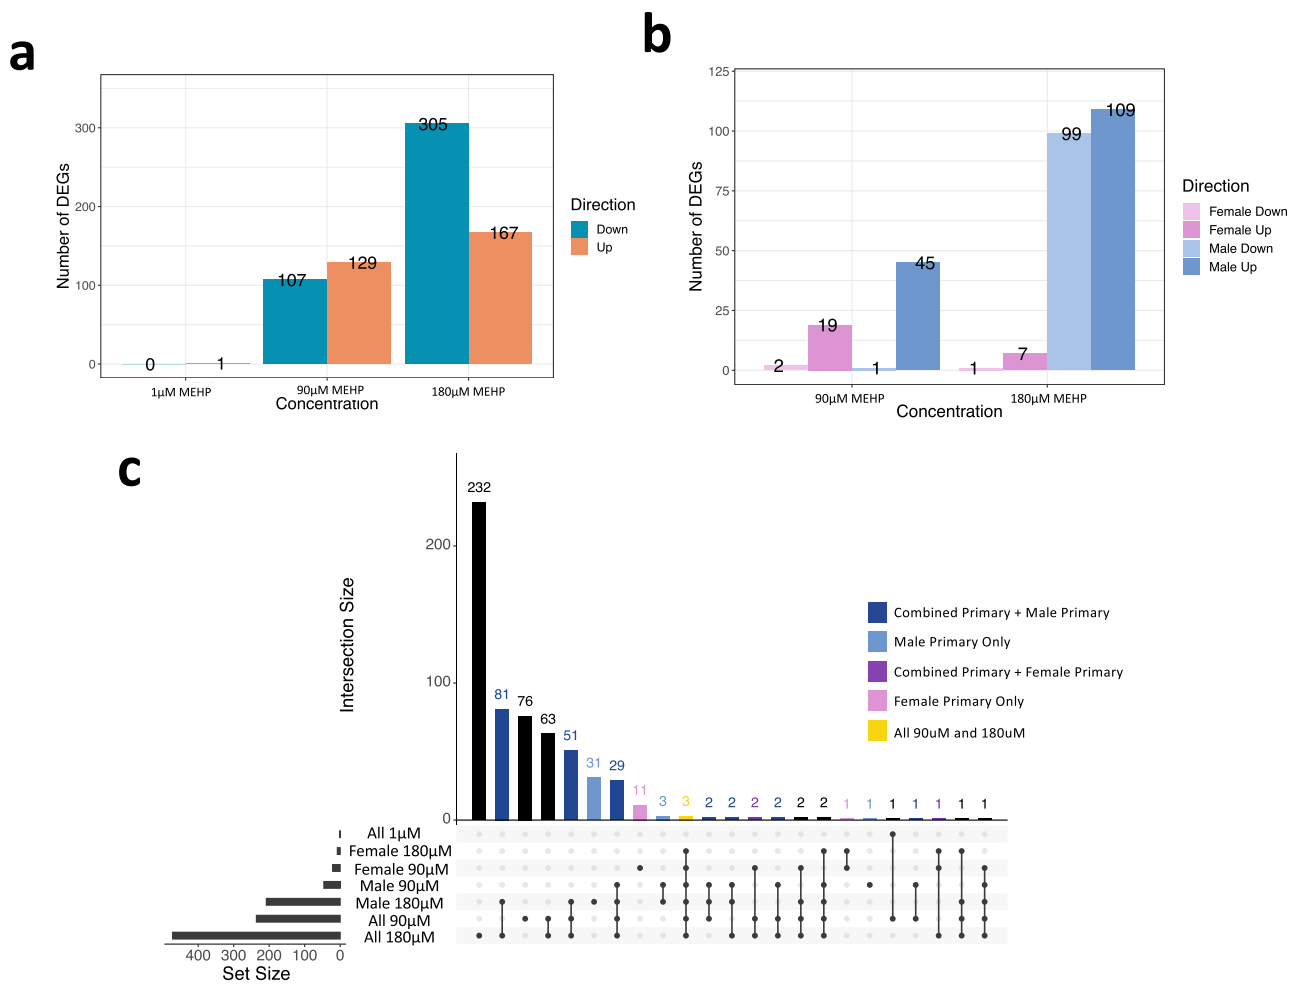 a
Number of DEGs
300
200
100
0
0
1
107
129
305
167
1µM MEHP
90µM MEHP
180µM MEHP
Concentration
Direction
Down
Up
b
Number of DEGs
125
100
75
50
25
0
2
19
1
45
1
7
99
109
90µM MEHP
180µM MEHP
Concentration
Direction
Female Down
Female Up
Male Down
Male Up
c
Intersection Size
200
100
0
232
81
76
63
51
31
29
11
3
3
2
2
2
2
2
2
1
1
1
1
1
1
1
Combined Primary + Male Primary
Male Primary Only
Combined Primary + Female Primary
Female Primary Only
All 90uM and 180uM
All 1µM
Female 180µM
Female 90µM
Male 90µM
Male 180µM
All 90µM
All 180µM
400 300 200 100 0
Set Size